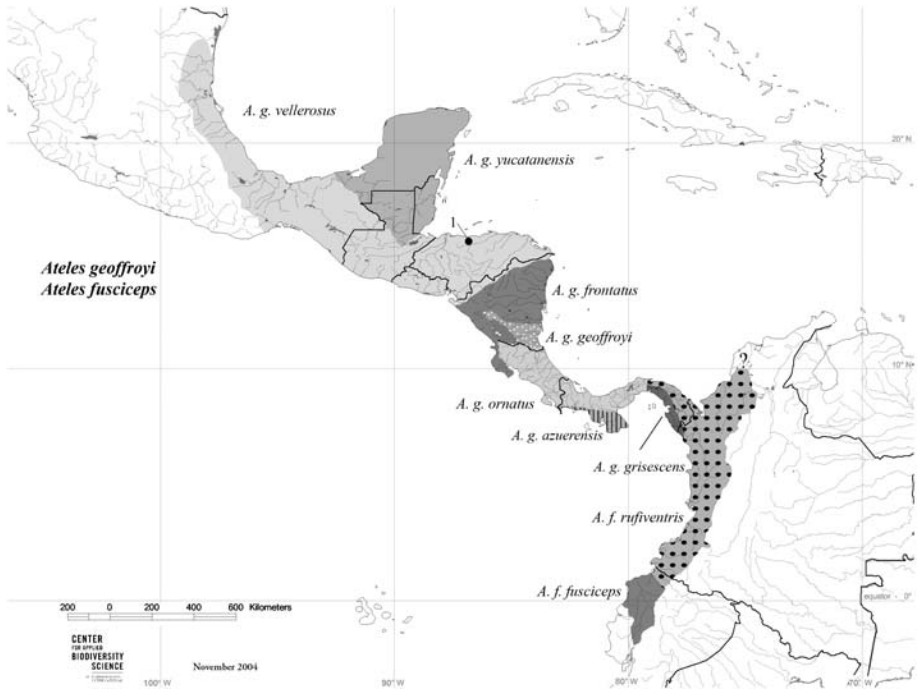 A. g. vellerosus
20° N
A. g. yucatanensis
1
Ateles geoffroyi
Ateles fusciceps
A. g. frontatus
A. g. geoffroyi
?
10° N
A. g. ornatus
A. g. azuerensis
A. g. grisescens
A. f. rufiventris
A. f. fusciceps
equator - 0°
200 0 200 400 600 Kilometers
CENTER
FOR APPLIED
BIODIVERSITY
SCIENCE
November 2004
100° W
90° W
80° W
70° W